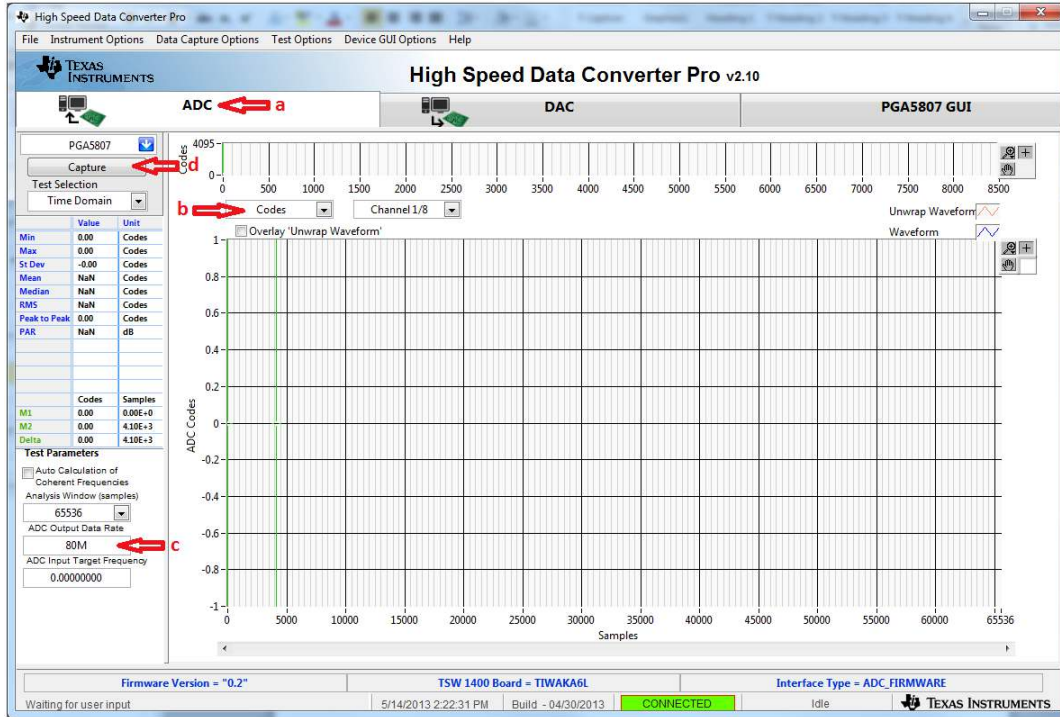 High Speed Data Converter Pro
File Instrument Options Data Capture Options Test Options Device GUI Options Help
TEXAS INSTRUMENTS
High Speed Data Converter Pro v2.10
ADC a
DAC
PGA5807 GUI
PGA5807
Capture d
Test Selection
Time Domain
Value Unit
Min 0.00 Codes
Max 0.00 Codes
St Dev -0.00 Codes
Mean NaN Codes
Median NaN Codes
RMS NaN Codes
Peak to Peak 0.00 Codes
PAR NaN dB
Codes Samples
M1 0.00 0.00E+0
M2 0.00 4.10E+3
Delta 0.00 4.10E+3
Test Parameters
Auto Calculation of
Coherent Frequencies
Analysis Window (samples)
65536
ADC Output Data Rate
80M c
ADC Input Target Frequency
0.00000000
Codes
4095
0
0 500 1000 1500 2000 2500 3000 3500 4000 4500 5000 5500 6000 6500 7000 7500 8000 8500
b Codes Channel 1/8
Unwrap Waveform
Overlay 'Unwrap Waveform'
Waveform
ADC Codes
1
0.8
0.6
0.4
0.2
0
-0.2
-0.4
-0.6
-0.8
-1
0 5000 10000 15000 20000 25000 30000 35000 40000 45000 50000 55000 60000 65536
Samples
Firmware Version = "0.2" TSW 1400 Board = TIWAKA6L Interface Type = ADC_FIRMWARE
Waiting for user input 5/14/2013 2:22:31 PM Build - 04/30/2013 CONNECTED Idle TEXAS INSTRUMENTS